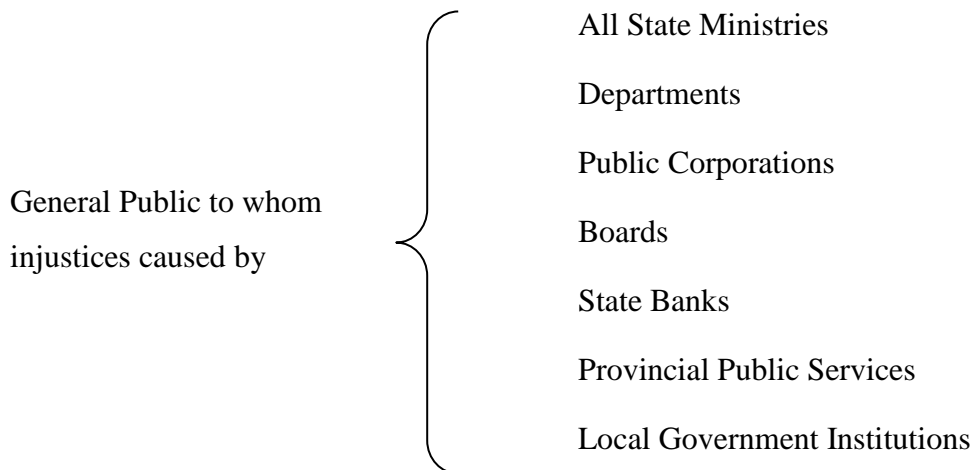 General Public to whom
injustices caused by
All State Ministries
Departments
Public Corporations
Boards
State Banks
Provincial Public Services
Local Government Institutions